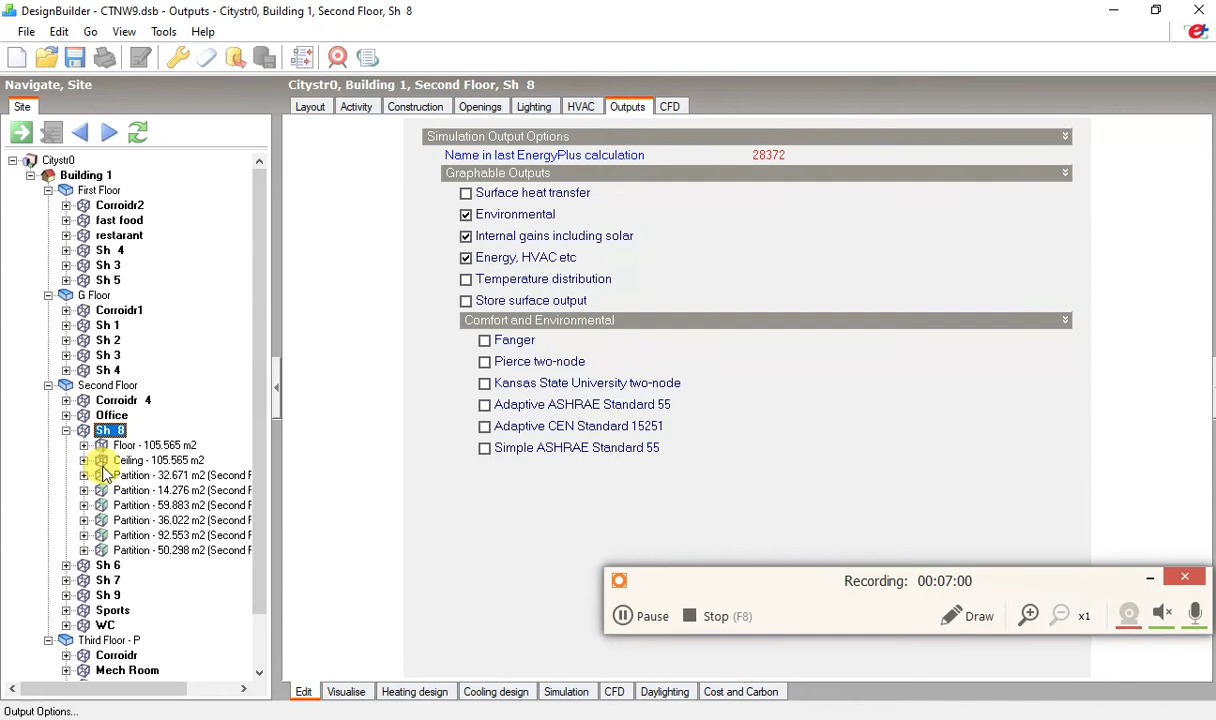 DesignBuilder - CTNW9.dsb - Outputs - Citystr0, Building 1, Second Floor, Sh 8
File Edit Go View Tools Help
Navigate, Site
Citystr0, Building 1, Second Floor, Sh 8
Site
Layout Activity Construction Openings Lighting HVAC Outputs CFD
Citystr0
Building 1
First Floor
Corroidr2
fast food
restarant
Sh 4
Sh 3
Sh 5
G Floor
Corroidr1
Sh 1
Sh 2
Sh 3
Sh 4
Second Floor
Corroidr 4
Office
Sh 8
Floor - 105.565 m2
Ceiling - 105.565 m2
Partition - 32.671 m2 (Second F
Partition - 14.276 m2 (Second F
Partition - 59.883 m2 (Second F
Partition - 36.022 m2 (Second F
Partition - 92.553 m2 (Second F
Partition - 50.298 m2 (Second F
Sh 6
Sh 7
Sh 9
Sports
WC
Third Floor - P
Corroidr
Mech Room
Simulation Output Options
Name in last EnergyPlus calculation 28372
Graphable Outputs
Surface heat transfer
Environmental
Internal gains including solar
Energy, HVAC etc
Temperature distribution
Store surface output
Comfort and Environmental
Fanger
Pierce two-node
Kansas State University two-node
Adaptive ASHRAE Standard 55
Adaptive CEN Standard 15251
Simple ASHRAE Standard 55
Recording: 00:07:00
Pause Stop (F8) Draw x1
Edit Visualise Heating design Cooling design Simulation CFD Daylighting Cost and Carbon
Output Options...